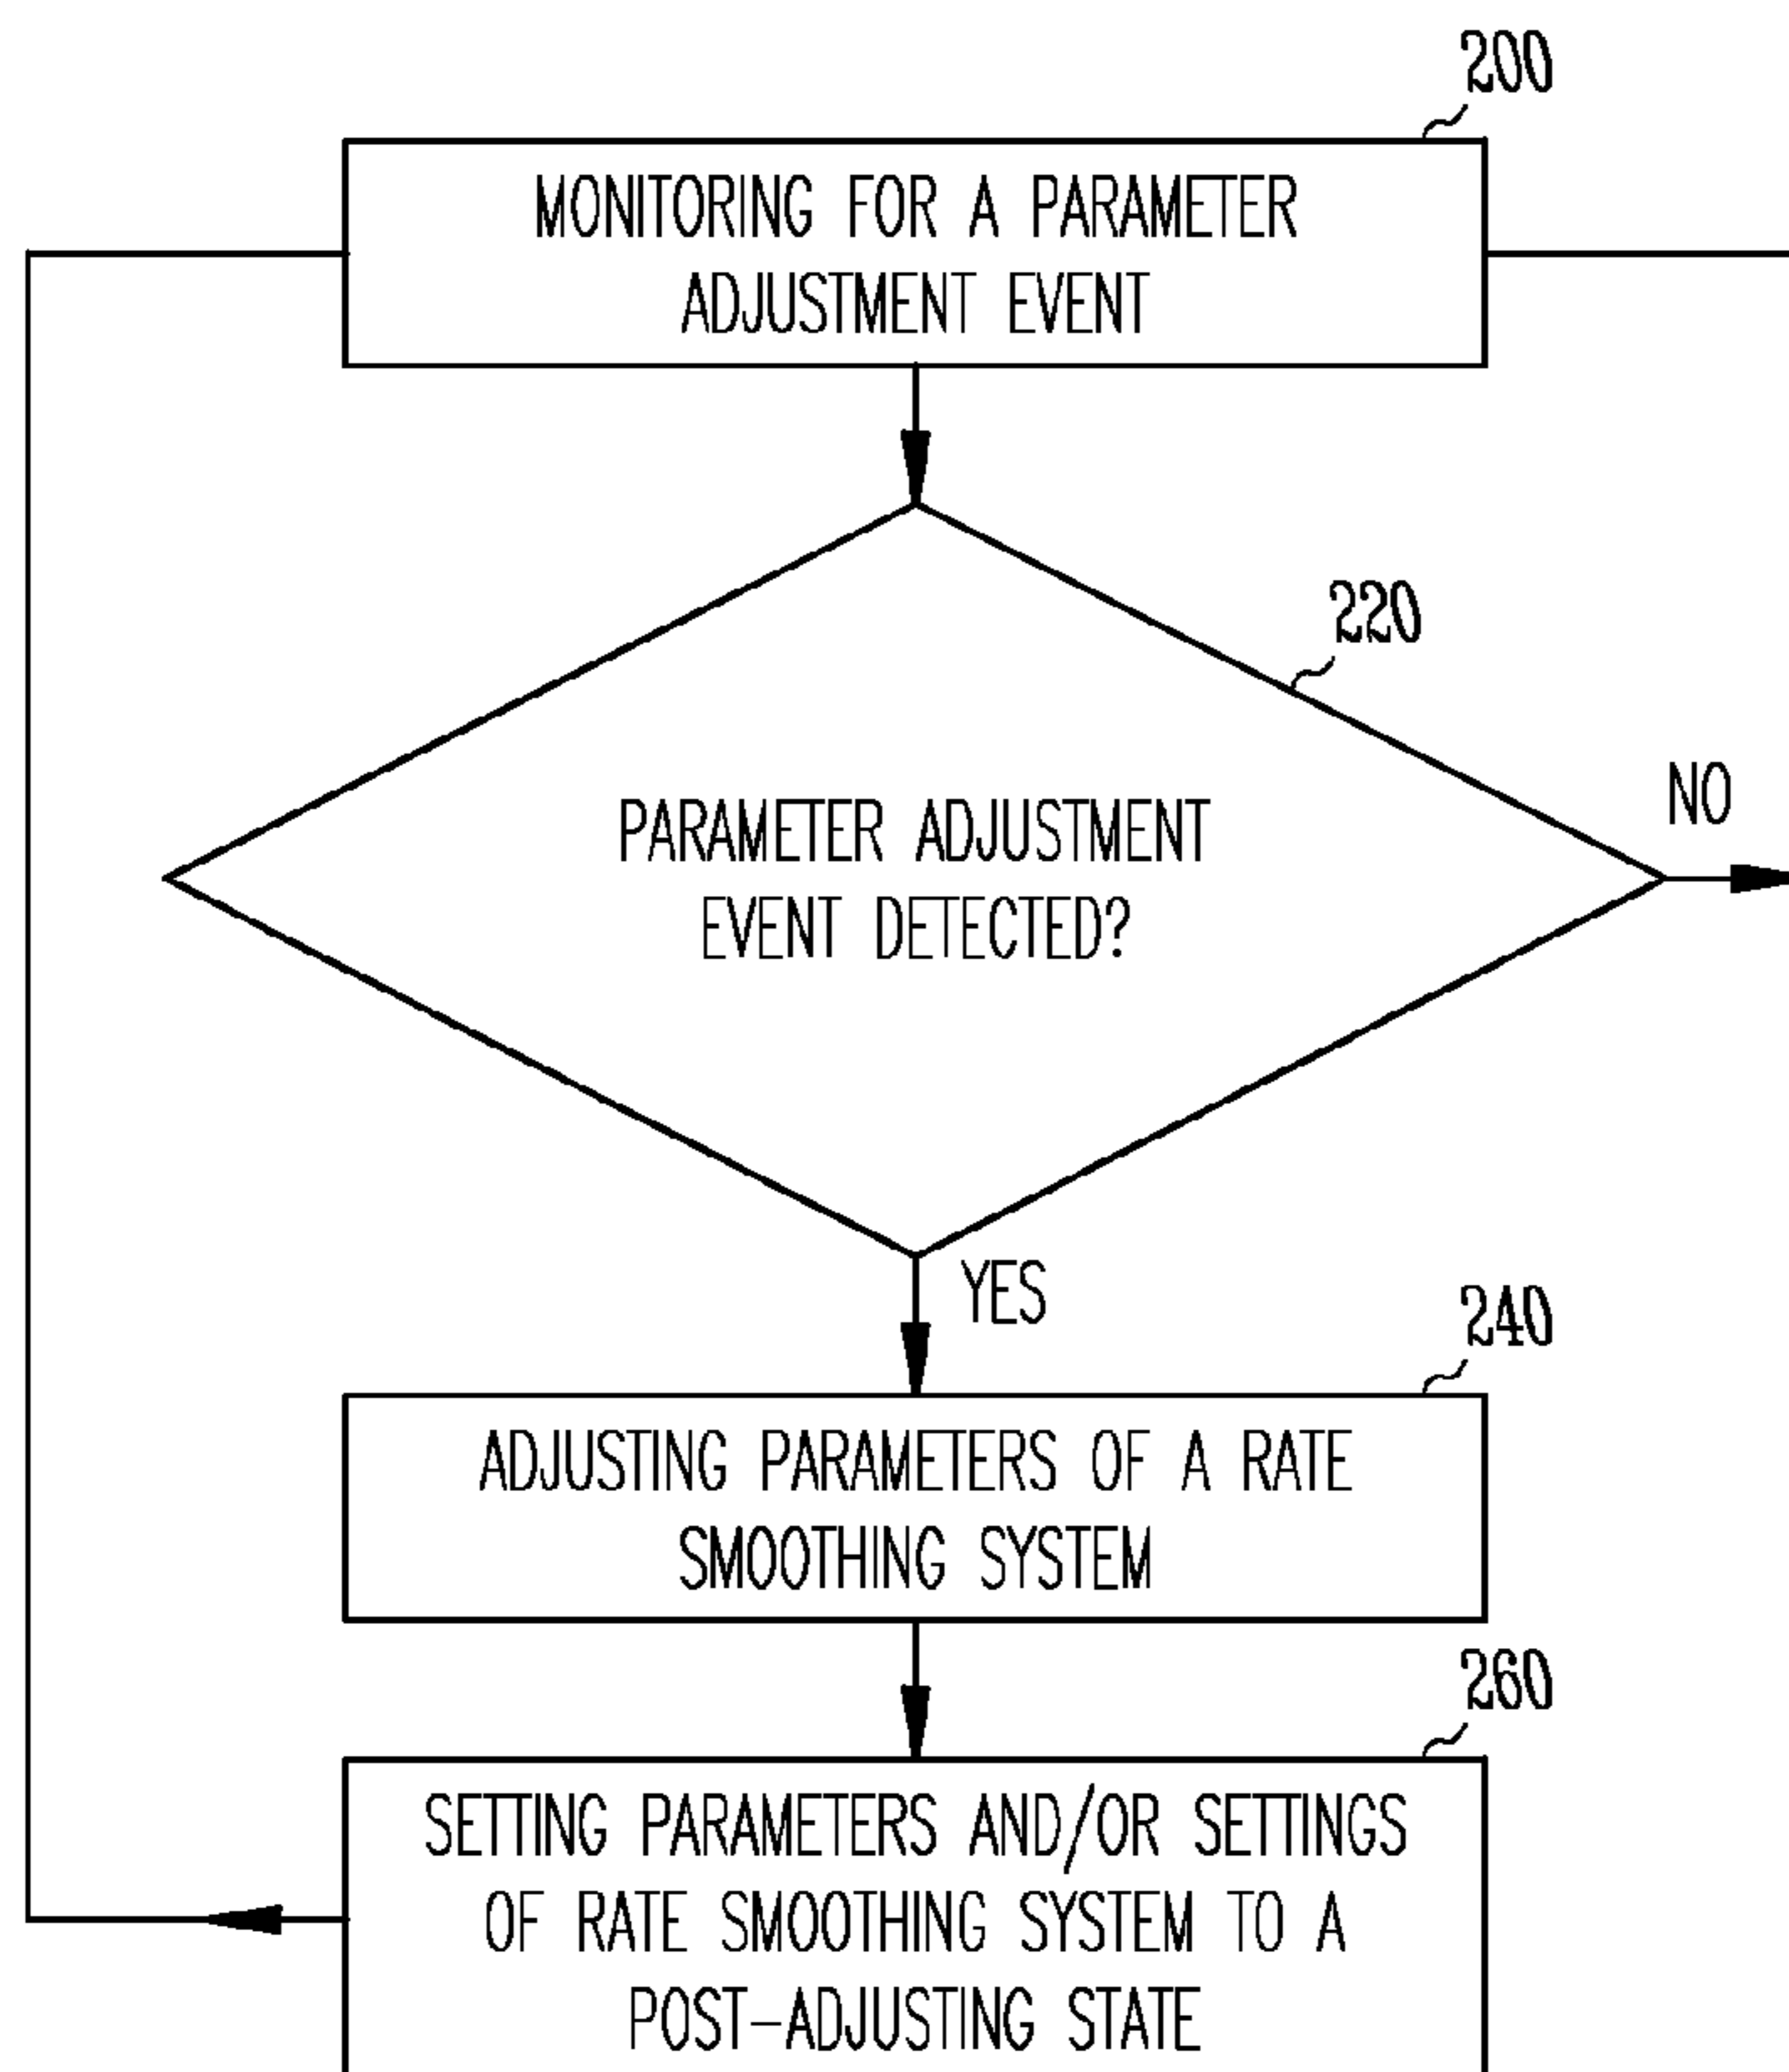 200
MONITORING FOR A PARAMETER
ADJUSTMENT EVENT
220
PARAMETER ADJUSTMENT
EVENT DETECTED?
NO
YES
240
ADJUSTING PARAMETERS OF A RATE
SMOOTHING SYSTEM
260
SETTING PARAMETERS AND/OR SETTINGS
OF RATE SMOOTHING SYSTEM TO A
POST-ADJUSTING STATE